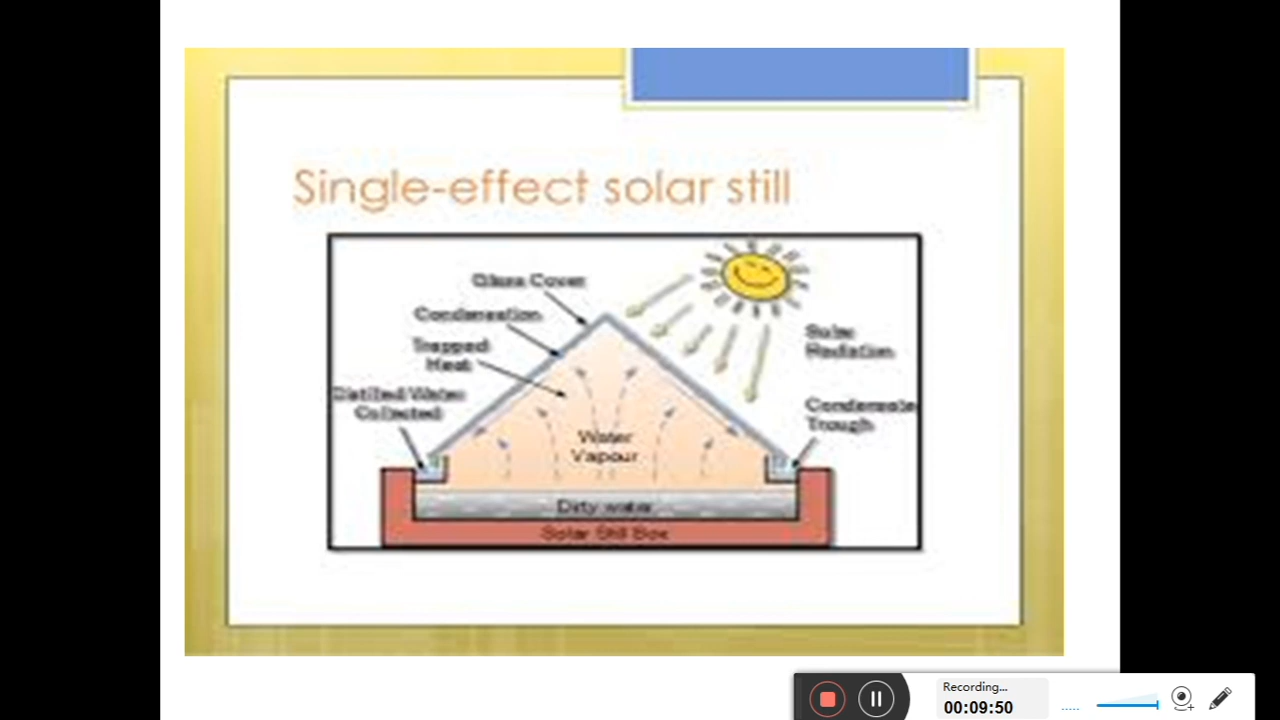 Single-effect solar still
Glass Cover
Condensation
Trapped
Heat
Distilled Water
Collected
Solar
Radiation
Condensate
Trough
Water
Vapour
Dirty water
Solar Still Box
Recording...
00:09:50